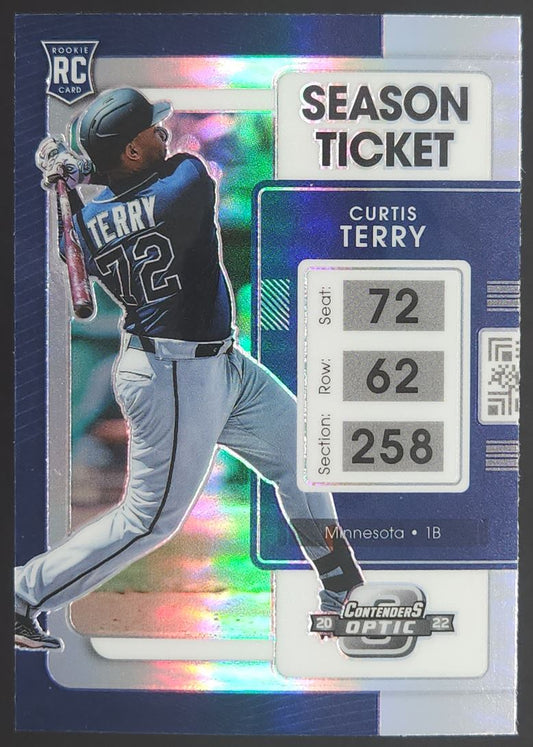 ROOKIE
RC
CARD
SEASON
TICKET
CURTIS
TERRY
TERRY
72
Seat: 72
Row: 62
Section: 258
Minnesota • 1B
CONTENDERS
20 OPTIC 22